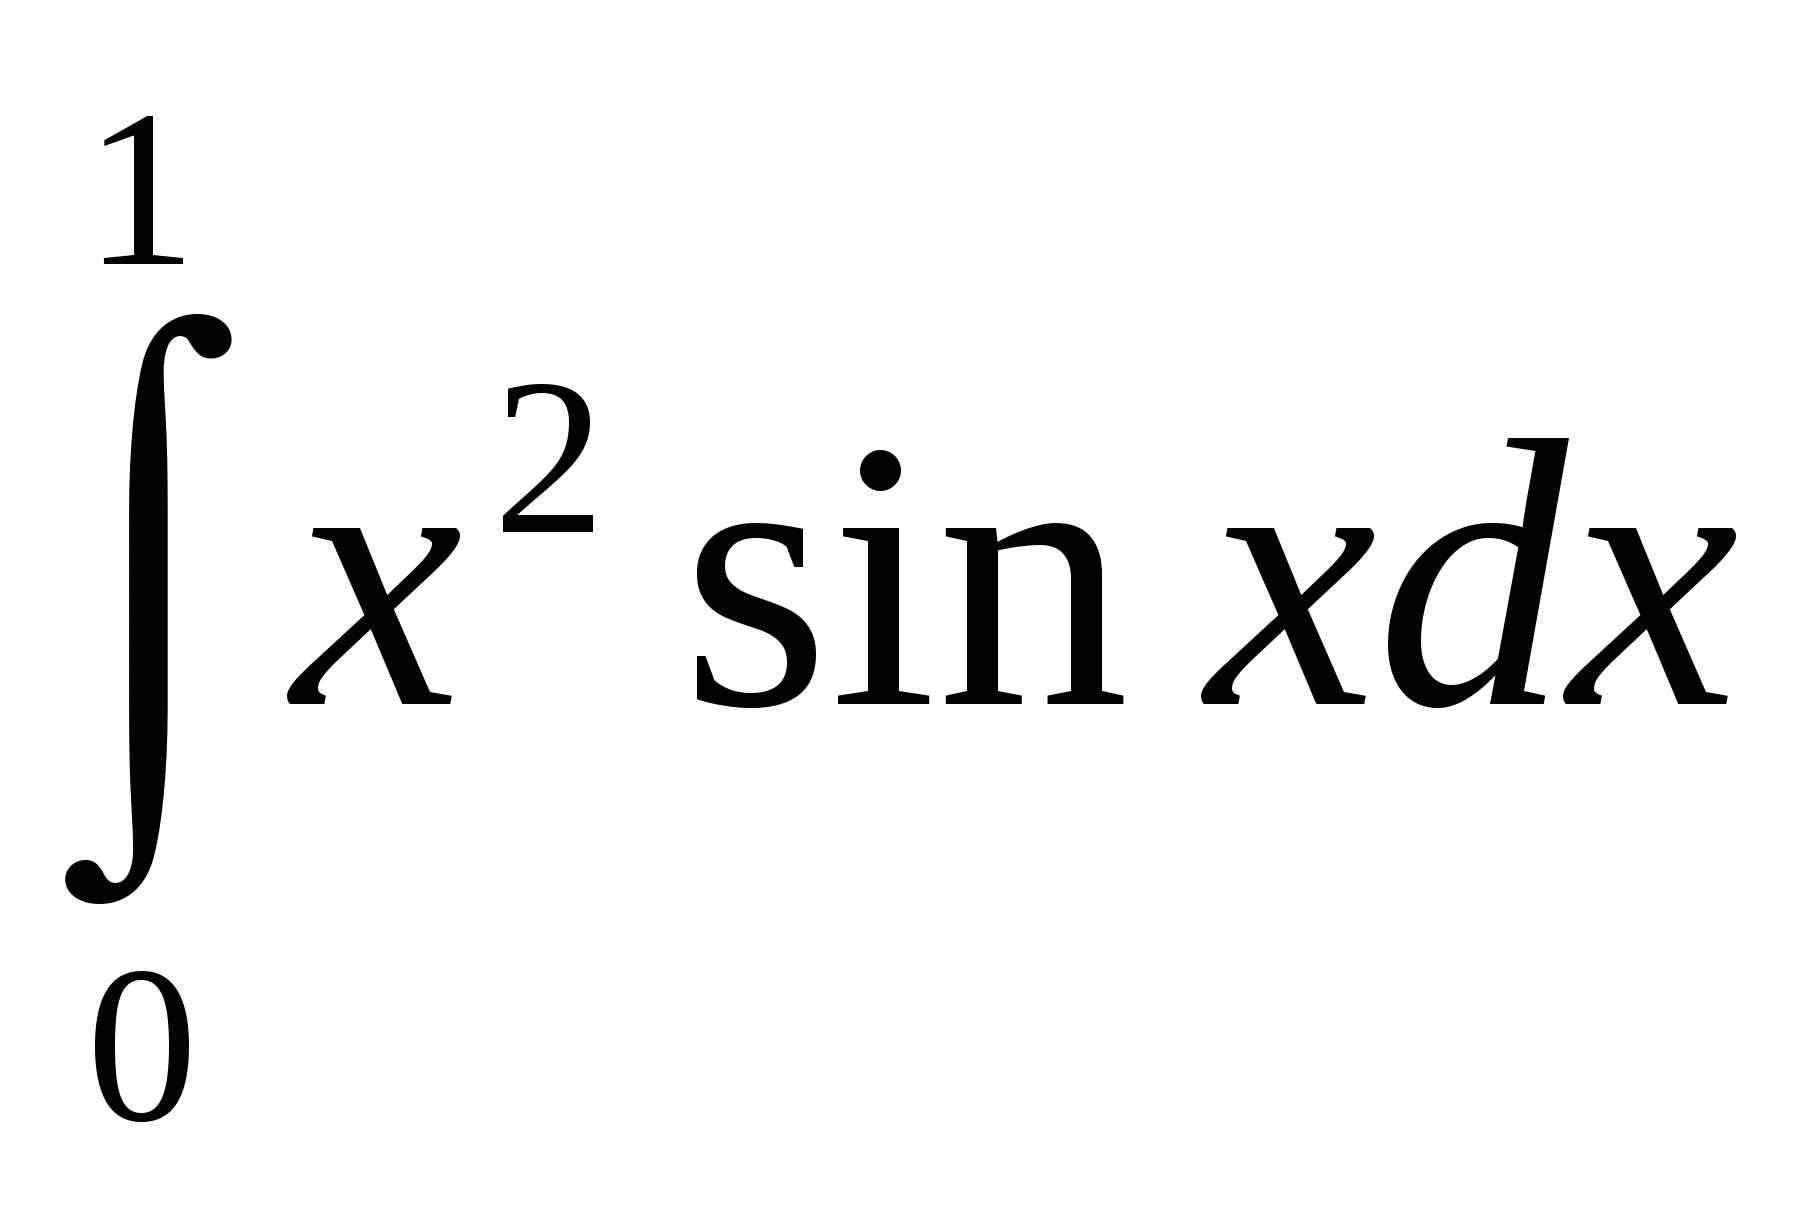 1
∫ x² sin xdx
0